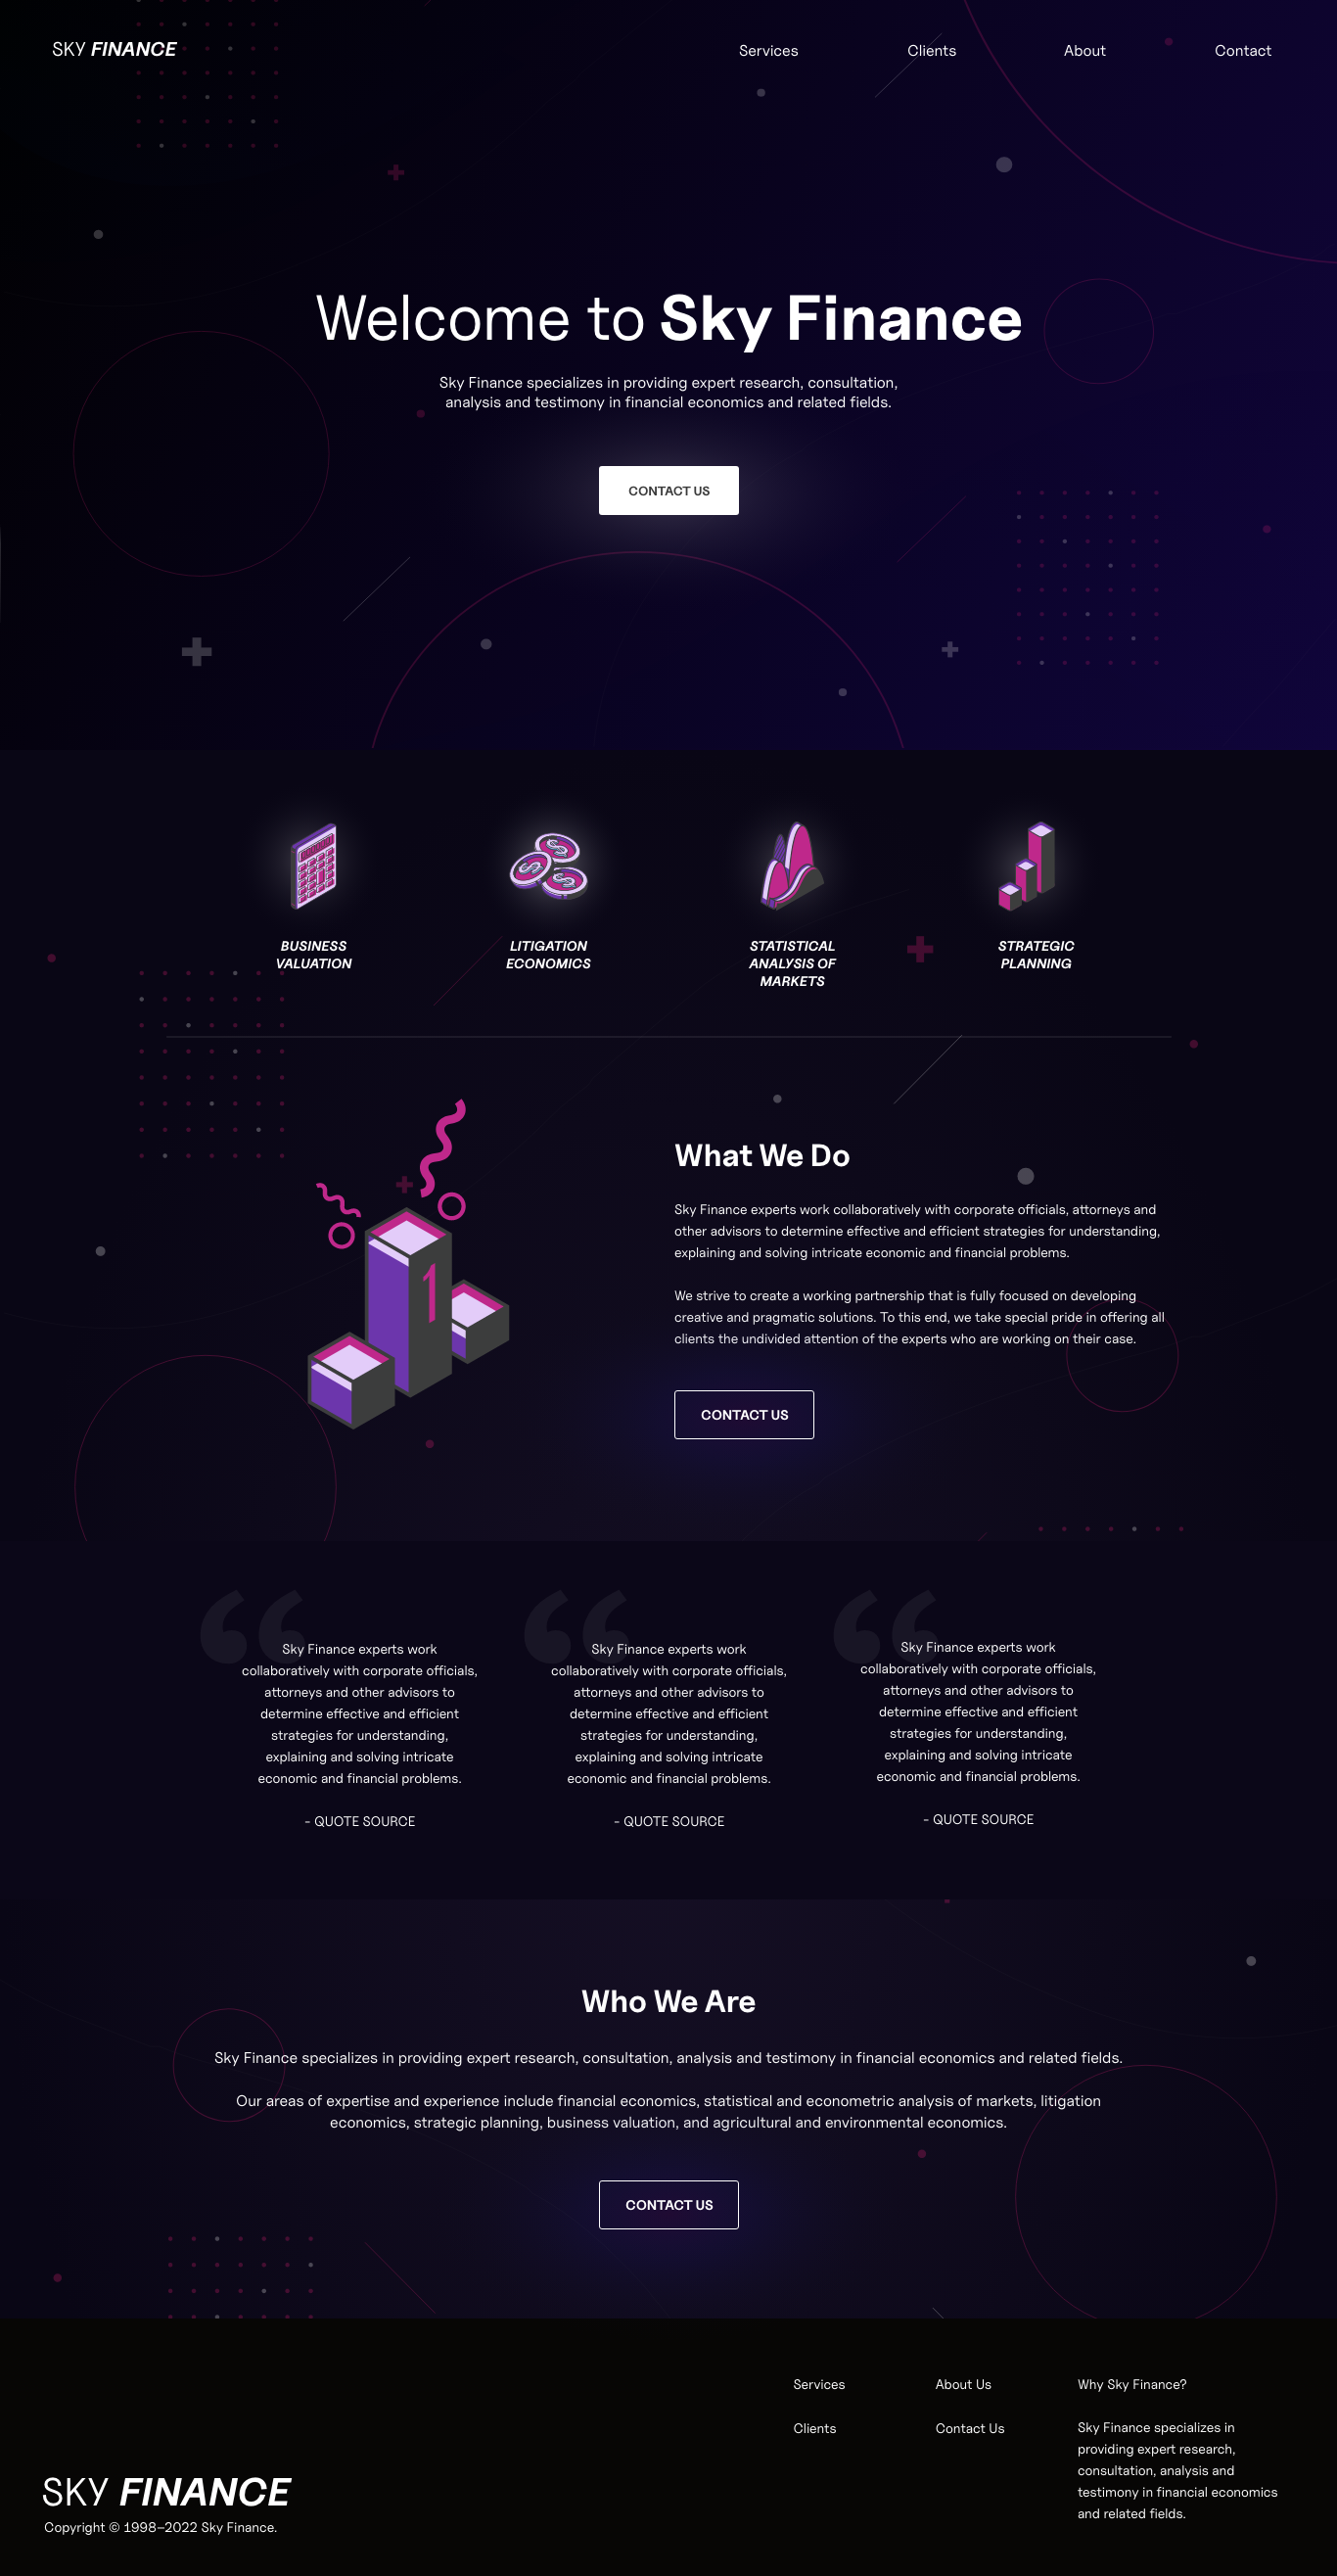 SKY FINANCE
Services
Clients
About
Contact
Welcome to Sky Finance
Sky Finance specializes in providing expert research, consultation,
analysis and testimony in financial economics and related fields.
CONTACT US
BUSINESS
VALUATION
LITIGATION
ECONOMICS
STATISTICAL
ANALYSIS OF
MARKETS
STRATEGIC
PLANNING
1
What We Do
Sky Finance experts work collaboratively with corporate officials, attorneys and
other advisors to determine effective and efficient strategies for understanding,
explaining and solving intricate economic and financial problems.
We strive to create a working partnership that is fully focused on developing
creative and pragmatic solutions. To this end, we take special pride in offering all
clients the undivided attention of the experts who are working on their case.
CONTACT US
“
Sky Finance experts work
collaboratively with corporate officials,
attorneys and other advisors to
determine effective and efficient
strategies for understanding,
explaining and solving intricate
economic and financial problems.
- QUOTE SOURCE
“
Sky Finance experts work
collaboratively with corporate officials,
attorneys and other advisors to
determine effective and efficient
strategies for understanding,
explaining and solving intricate
economic and financial problems.
- QUOTE SOURCE
“
Sky Finance experts work
collaboratively with corporate officials,
attorneys and other advisors to
determine effective and efficient
strategies for understanding,
explaining and solving intricate
economic and financial problems.
- QUOTE SOURCE
Who We Are
Sky Finance specializes in providing expert research, consultation, analysis and testimony in financial economics and related fields.
Our areas of expertise and experience include financial economics, statistical and econometric analysis of markets, litigation
economics, strategic planning, business valuation, and agricultural and environmental economics.
CONTACT US
Services
Clients
About Us
Contact Us
Why Sky Finance?
Sky Finance specializes in
providing expert research,
consultation, analysis and
testimony in financial economics
and related fields.
SKY FINANCE
Copyright © 1998–2022 Sky Finance.